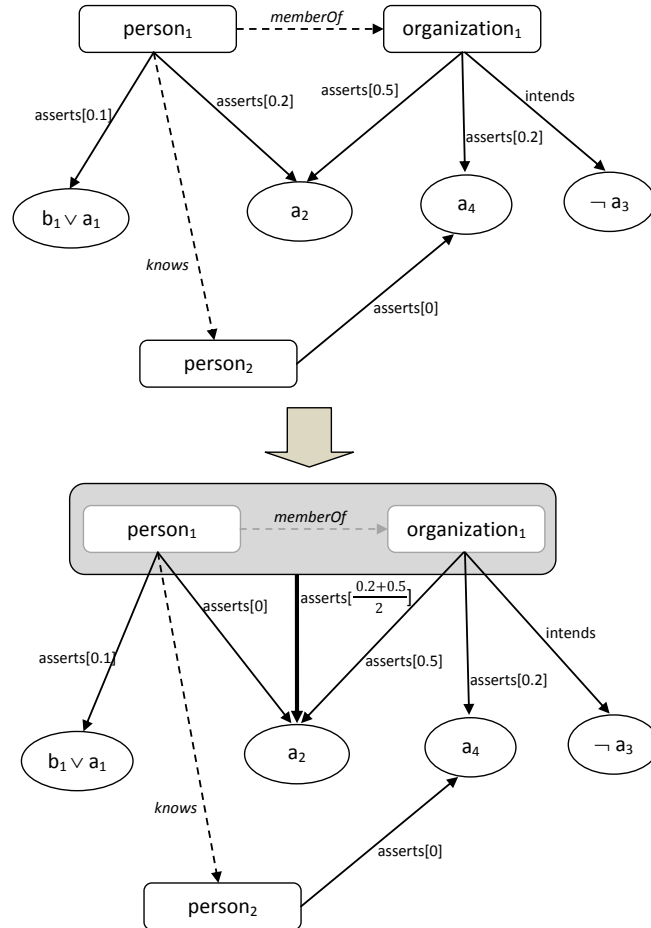 person₁
memberOf
organization₁
asserts[0.1]
asserts[0.2]
asserts[0.5]
intends
asserts[0.2]
b₁ ∨ a₁
a₂
a₄
¬ a₃
knows
asserts[0]
person₂
person₁
memberOf
organization₁
asserts[0]
asserts[(0.2+0.5)/2]
intends
asserts[0.1]
asserts[0.5]
asserts[0.2]
b₁ ∨ a₁
a₂
a₄
¬ a₃
knows
asserts[0]
person₂